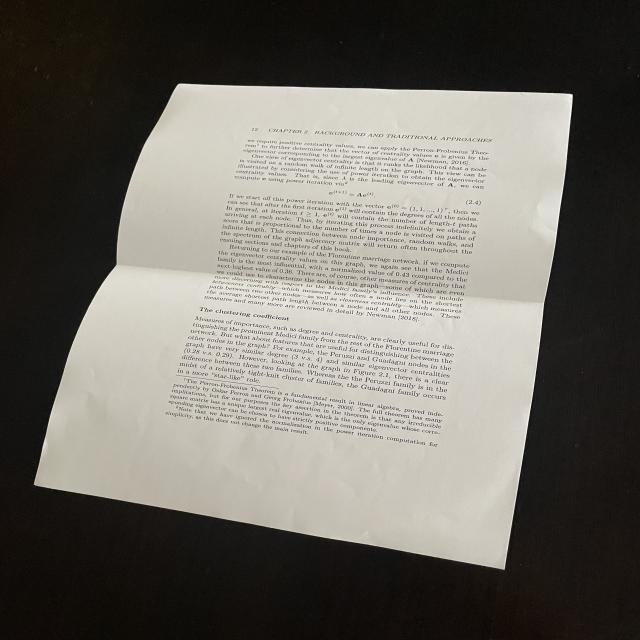 12 CHAPTER 2. BACKGROUND AND TRADITIONAL APPROACHES
we require positive centrality values, we can apply the Perron-Frobenius Theo-
rem¹ to further determine that the vector of centrality values e is given by the
eigenvector corresponding to the largest eigenvalue of A [Newman, 2016].
One view of eigenvector centrality is that it ranks the likelihood that a node
is visited on a random walk of infinite length on the graph. This view can be
illustrated by considering the use of power iteration to obtain the eigenvector
centrality values. That is, since λ is the leading eigenvector of A, we can
compute e using power iteration via²
e⁽ᵗ⁺¹⁾ = Ae⁽ᵗ⁾. (2.4)
If we start off this power iteration with the vector e⁽⁰⁾ = (1, 1, ..., 1)ᵀ, then we
can see that after the first iteration e⁽¹⁾ will contain the degrees of all the nodes.
In general, at iteration t ≥ 1, e⁽ᵗ⁾ will contain the number of length-t paths
arriving at each node. Thus, by iterating this process indefinitely we obtain a
score that is proportional to the number of times a node is visited on paths of
infinite length. This connection between node importance, random walks, and
the spectrum of the graph adjacency matrix will return often throughout the
ensuing sections and chapters of this book.
Returning to our example of the Florentine marriage network, if we compute
the eigenvector centrality values on this graph, we again see that the Medici
family is the most influential, with a normalized value of 0.43 compared to the
next-highest value of 0.36. There are, of course, other measures of centrality that
we could use to characterize the nodes in this graph—some of which are even
more discerning with respect to the Medici family's influence. These include
betweenness centrality—which measures how often a node lies on the shortest
path between two other nodes—as well as closeness centrality—which measures
the average shortest path length between a node and all other nodes. These
measures and many more are reviewed in detail by Newman [2018].
The clustering coefficient
Measures of importance, such as degree and centrality, are clearly useful for dis-
tinguishing the prominent Medici family from the rest of the Florentine marriage
network. But what about features that are useful for distinguishing between the
other nodes in the graph? For example, the Peruzzi and Guadagni nodes in the
graph have very similar degree (3 v.s. 4) and similar eigenvector centralities
(0.28 v.s. 0.29). However, looking at the graph in Figure 2.1, there is a clear
difference between these two families. Whereas the the Peruzzi family is in the
midst of a relatively tight-knit cluster of families, the Guadagni family occurs
in a more "star-like" role.
¹The Perron-Frobenius Theorem is a fundamental result in linear algebra, proved inde-
pendently by Oskar Perron and Georg Frobenius [Meyer, 2000]. The full theorem has many
implications, but for our purposes the key assertion in the theorem is that any irreducible
square matrix has a unique largest real eigenvalue, which is the only eigenvalue whose corre-
sponding eigenvector can be chosen to have strictly positive components.
²Note that we have ignored the normalization in the power iteration computation for
simplicity, as this does not change the main result.